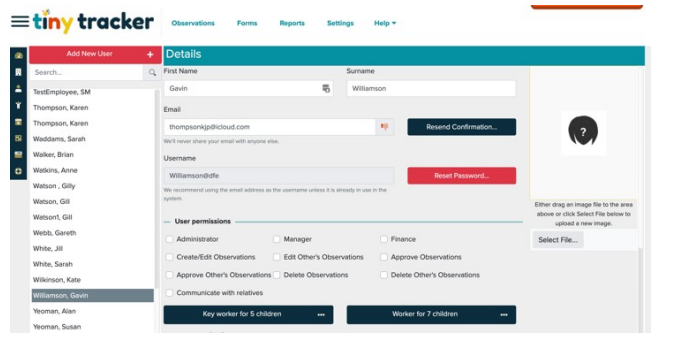 tiny tracker
Observations Forms Reports Settings Help
Add New User +
Search...
TestEmployee, SM
Thompson, Karen
Thompson, Karen
Waddams, Sarah
Walker, Brian
Watkins, Anne
Watson , Gilly
Watson, Gill
Watson1, Gill
Webb, Gareth
White, Jill
White, Sarah
Wilkinson, Kate
Williamson, Gavin
Yeoman, Alan
Yeoman, Susan
Details
First Name Surname
Gavin Williamson
Email
thompsonkjp@icloud.com Resend Confirmation...
We'll never share your email with anyone else.
Username
Williamson@dfe Reset Password...
We recommend using the email address as the username unless it is already in use in the
system.
User permissions
Administrator Manager Finance
Create/Edit Observations Edit Other's Observations Approve Observations
Approve Other's Observations Delete Observations Delete Other's Observations
Communicate with relatives
Key worker for 5 children ... Worker for 7 children ...
?
Either drag an image file to the area
above or click Select File below to
upload a new image.
Select File...